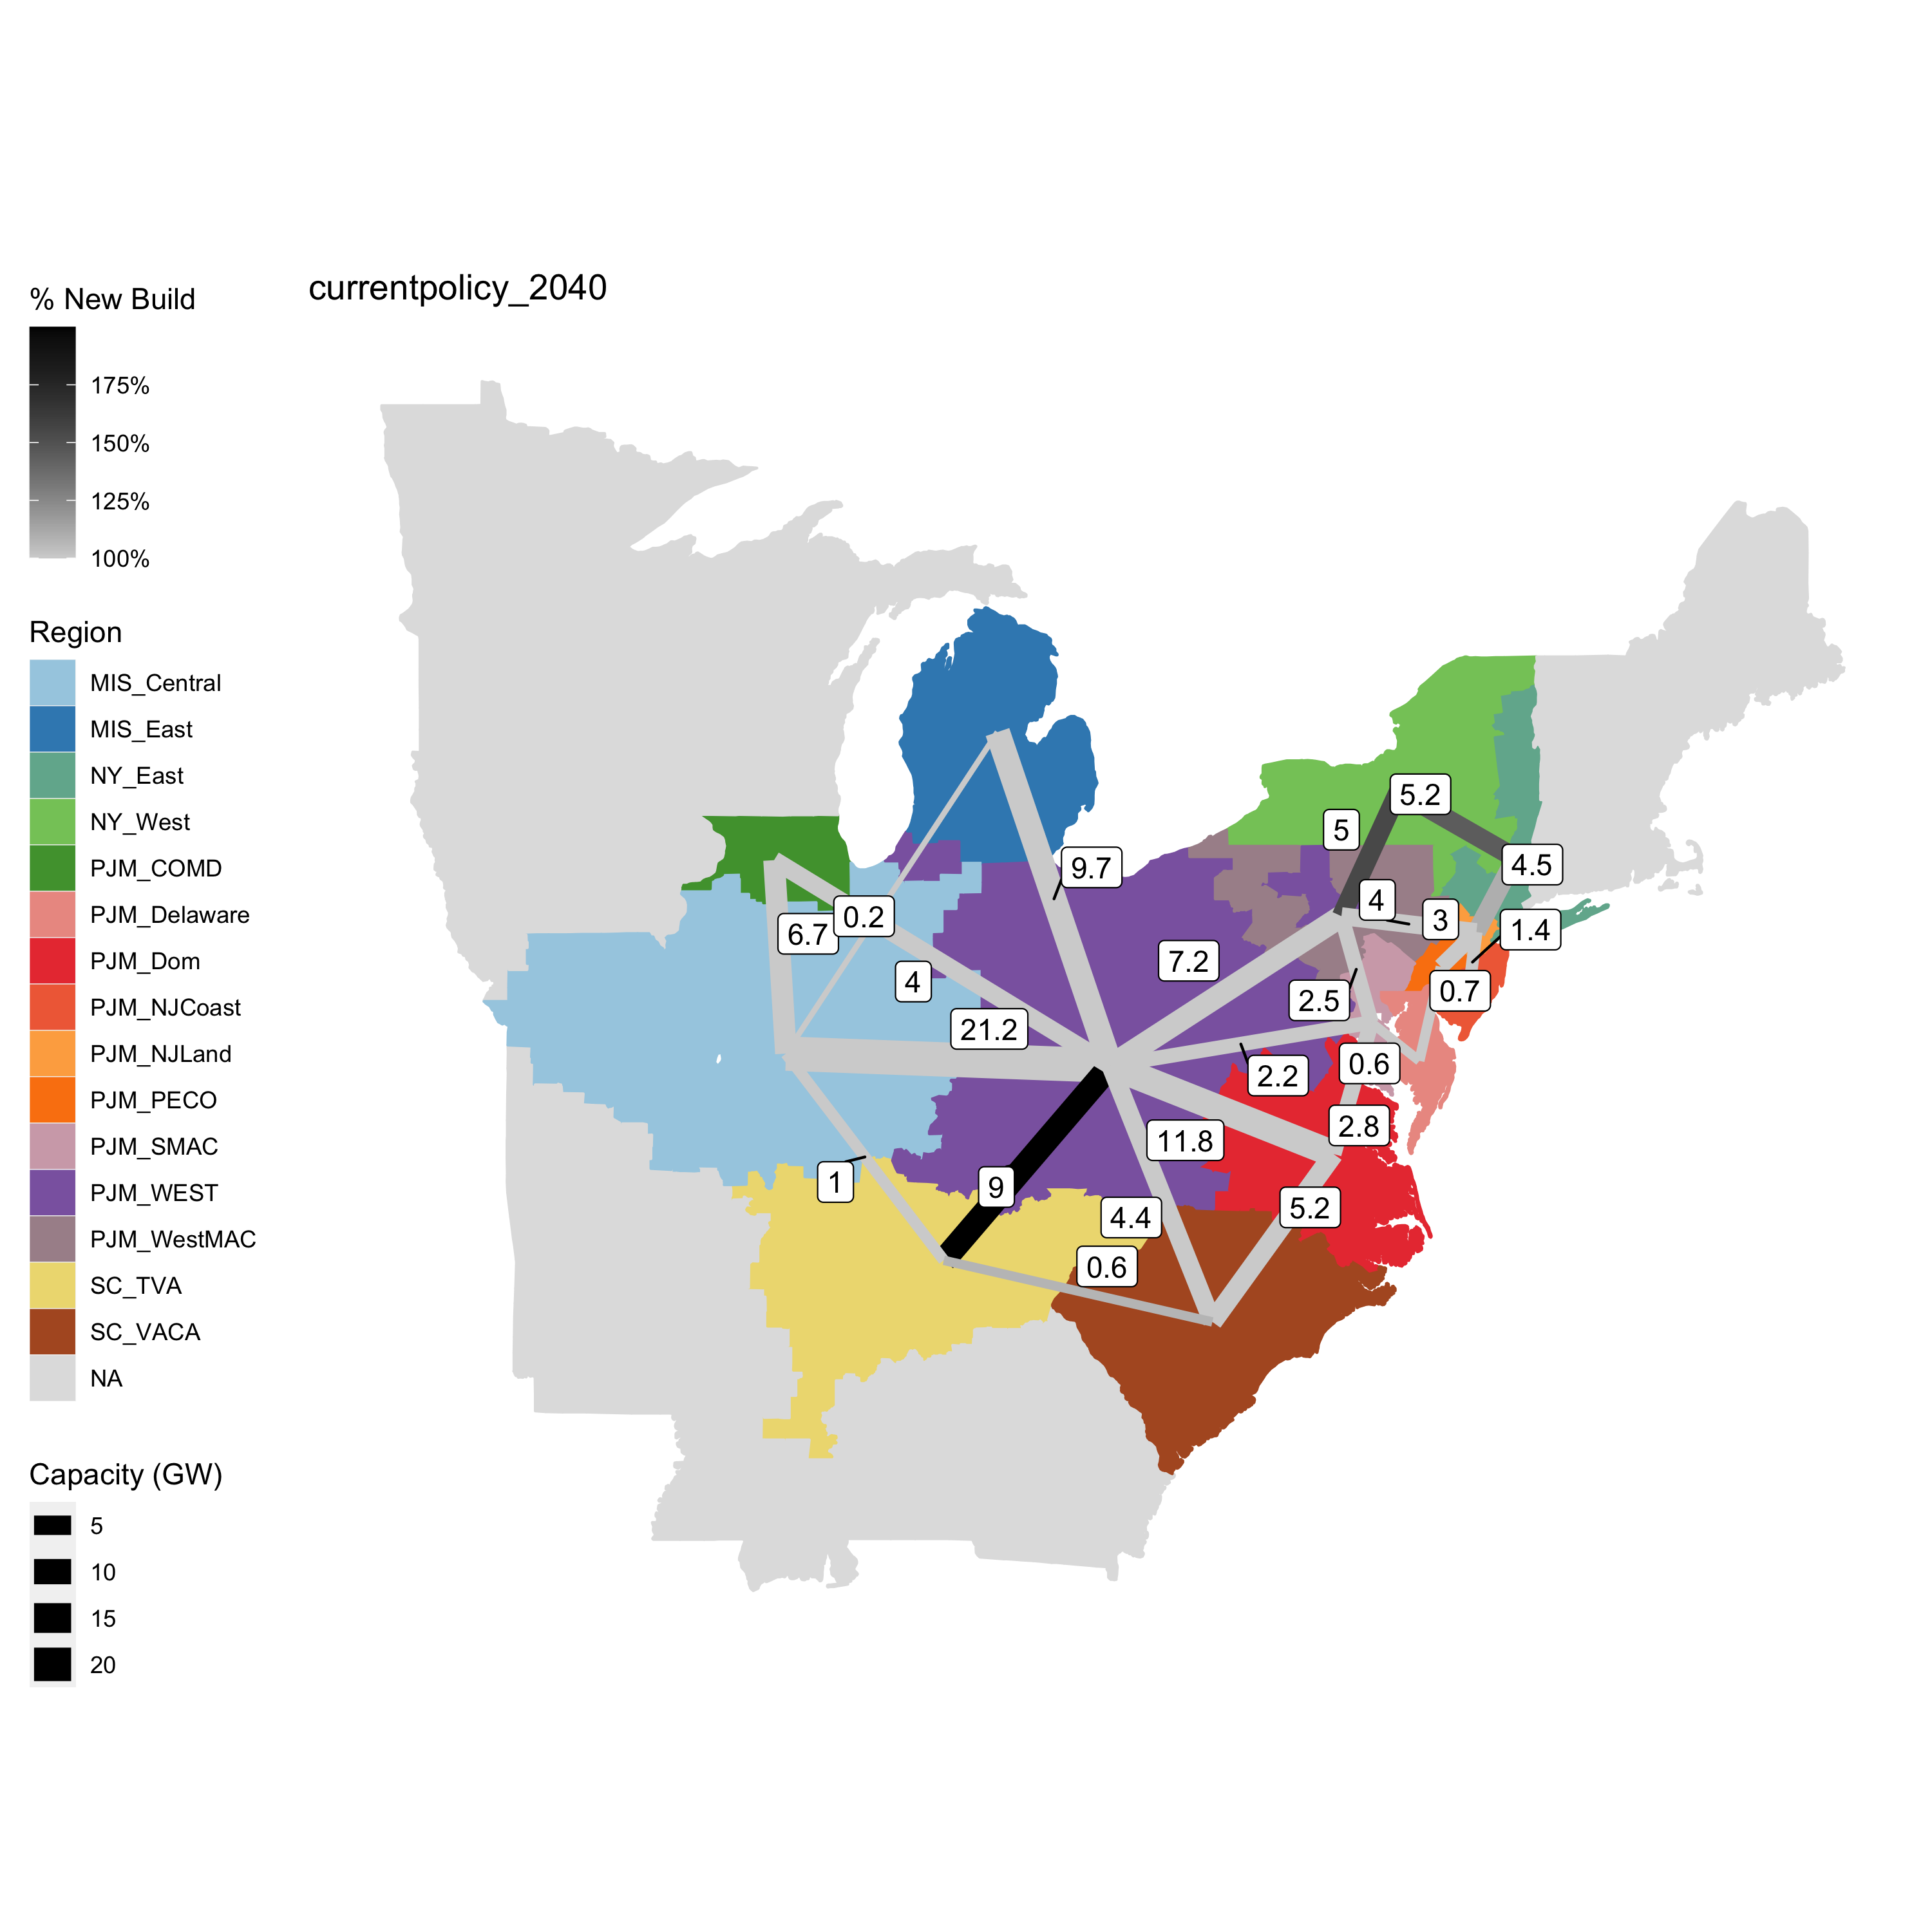 currentpolicy_2040
% New Build
175%
150%
125%
100%
Region
MIS_Central
MIS_East
NY_East
NY_West
PJM_COMD
PJM_Delaware
PJM_Dom
PJM_NJCoast
PJM_NJLand
PJM_PECO
PJM_SMAC
PJM_WEST
PJM_WestMAC
SC_TVA
SC_VACA
NA
Capacity (GW)
5
10
15
20
5.2
5
4.5
9.7
4
3
0.2
1.4
6.7
7.2
4
0.7
2.5
21.2
0.6
2.2
2.8
11.8
1
9
5.2
4.4
0.6